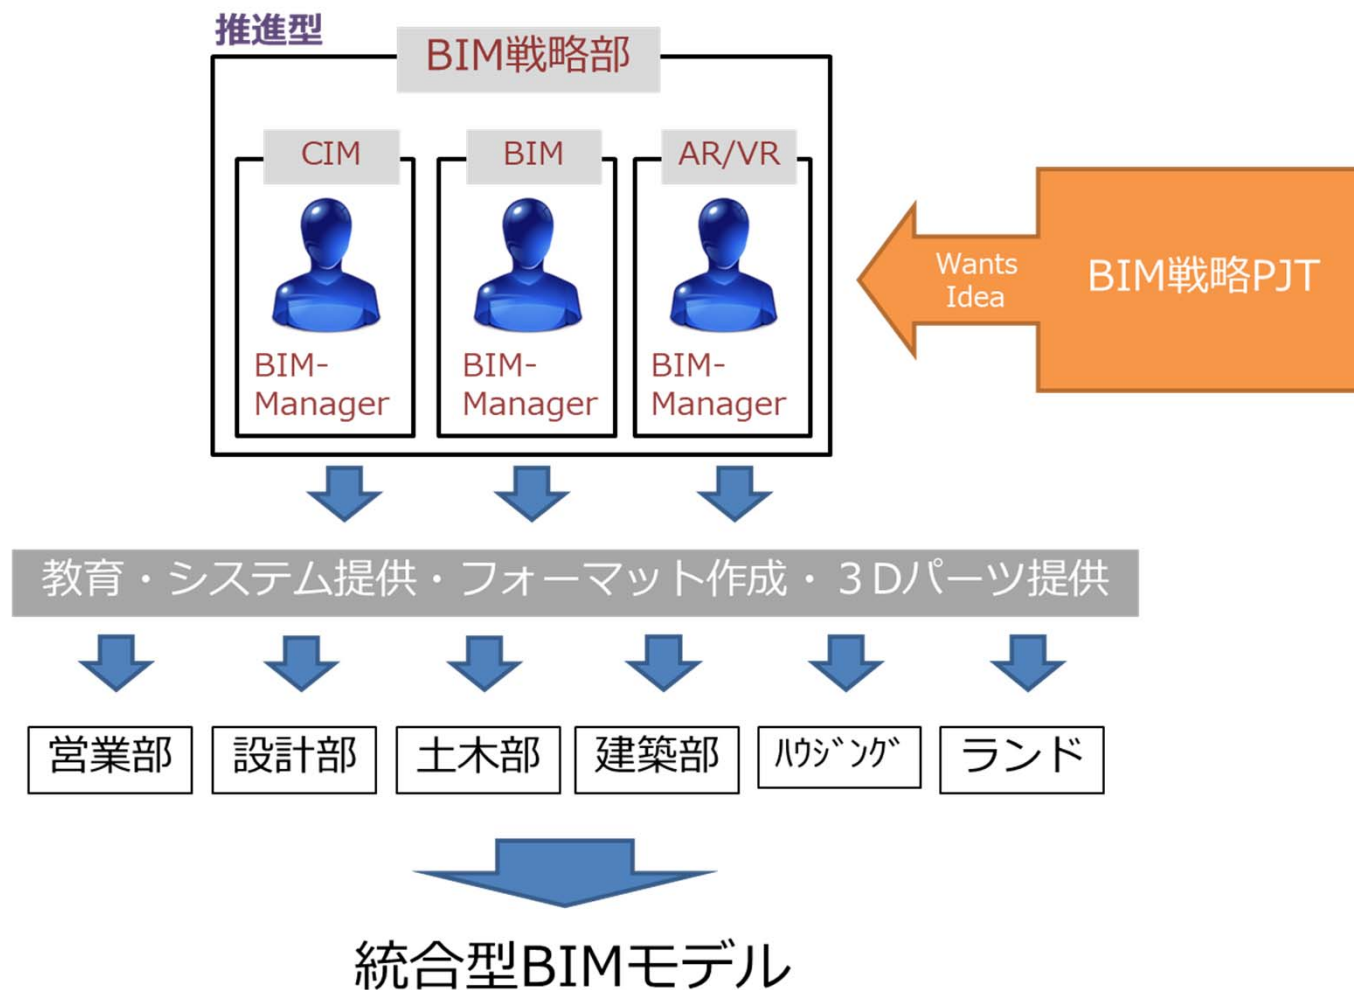 推進型
BIM戦略部
CIM
BIM
AR/VR
BIM-
Manager
BIM-
Manager
BIM-
Manager
Wants
Idea
BIM戦略PJT
教育・システム提供・フォーマット作成・３Dパーツ提供
営業部
設計部
土木部
建築部
ﾊｳｼﾞﾝｸﾞ
ランド
統合型BIMモデル